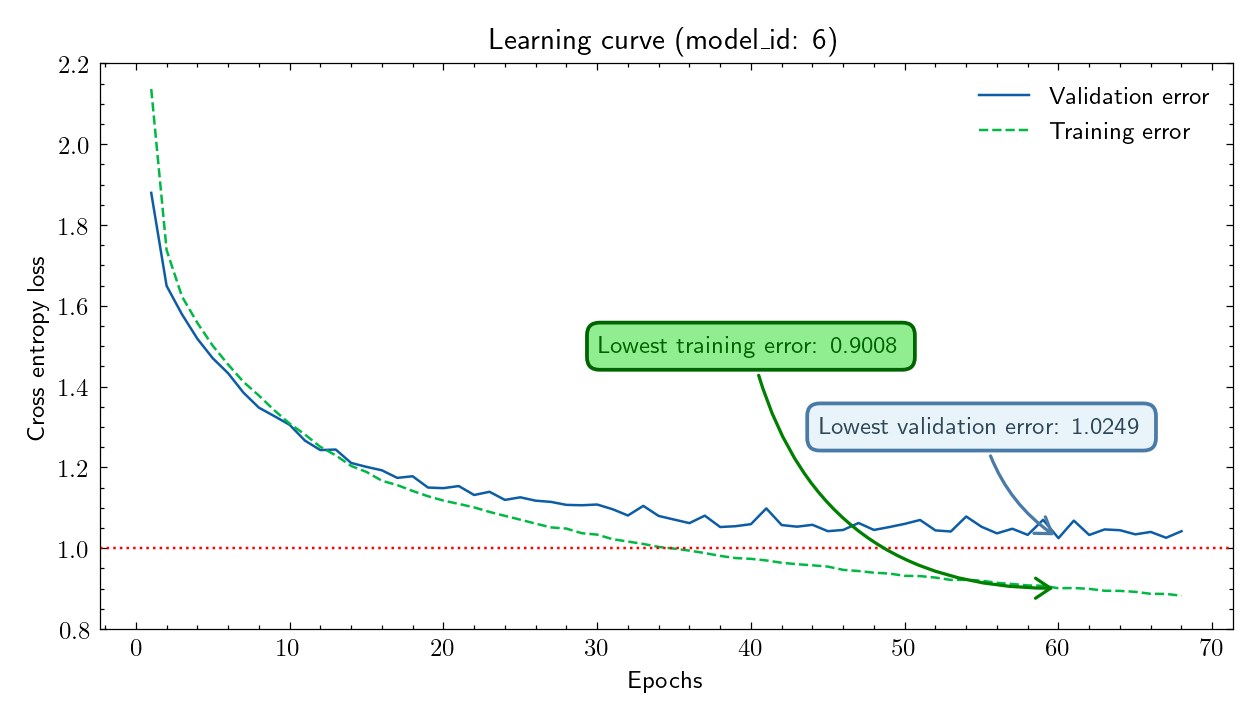 Learning curve (model_id: 6)
2.2
2.0
1.8
1.6
1.4
1.2
1.0
0.8
Cross entropy loss
Validation error
Training error
Lowest training error: 0.9008
Lowest validation error: 1.0249
0 10 20 30 40 50 60 70
Epochs